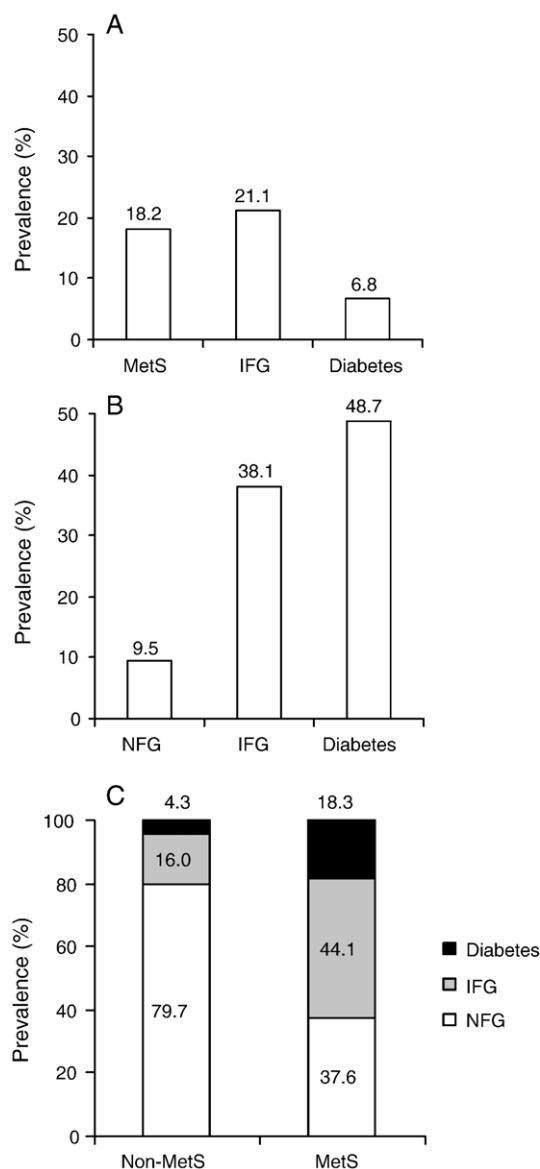 A
Prevalence (%)
50
40
30
20
10
0
18.2
21.1
6.8
MetS IFG Diabetes
B
Prevalence (%)
50
40
30
20
10
0
9.5
38.1
48.7
NFG IFG Diabetes
C
Prevalence (%)
100
80
60
40
20
0
4.3
16.0
79.7
18.3
44.1
37.6
Non-MetS MetS
Diabetes
IFG
NFG